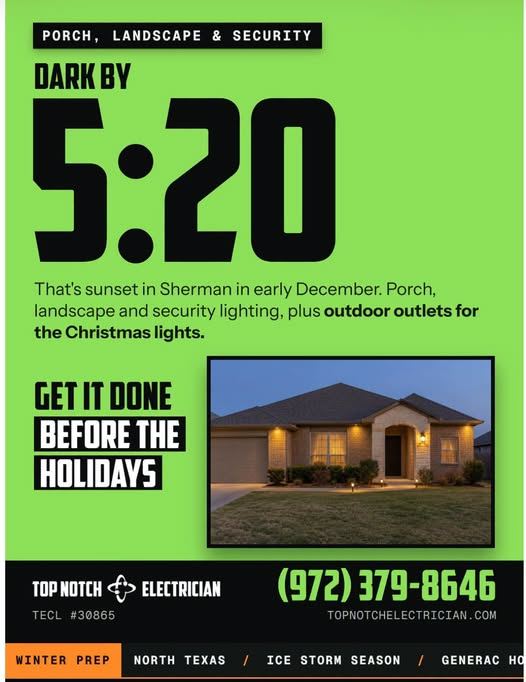 PORCH, LANDSCAPE & SECURITY
DARK BY
5:20
That's sunset in Sherman in early December. Porch,
landscape and security lighting, plus outdoor outlets for
the Christmas lights.
GET IT DONE
BEFORE THE
HOLIDAYS
TOP NOTCH ELECTRICIAN
(972) 379-8646
TECL #30865
TOPNOTCHELECTRICIAN.COM
WINTER PREP NORTH TEXAS / ICE STORM SEASON / GENERAC HO